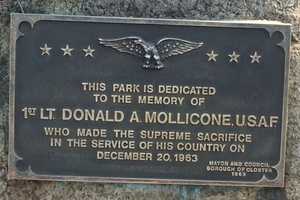 THIS PARK IS DEDICATED
TO THE MEMORY OF
1ST LT. DONALD A. MOLLICONE, USAF
WHO MADE THE SUPREME SACRIFICE
IN THE SERVICE OF HIS COUNTRY ON
DECEMBER 20, 1963
MAYOR AND COUNCIL
BOROUGH OF CLOSTER